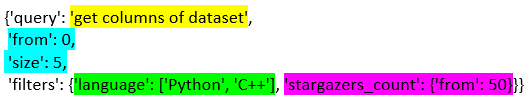 {'query': 'get columns of dataset',
'from': 0,
'size': 5,
'filters': {'language': ['Python', 'C++'], 'stargazers_count': {'from': 50}}}